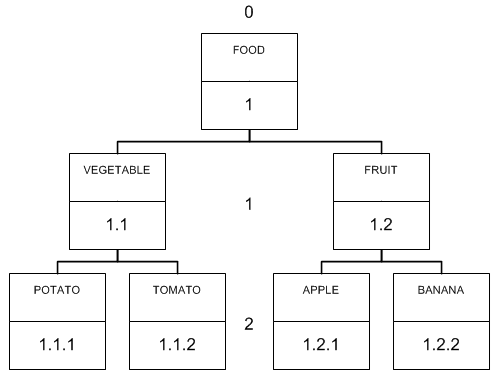 0
FOOD
1
VEGETABLE
FRUIT
1.1
1
1.2
POTATO
TOMATO
APPLE
BANANA
1.1.1
1.1.2
2
1.2.1
1.2.2